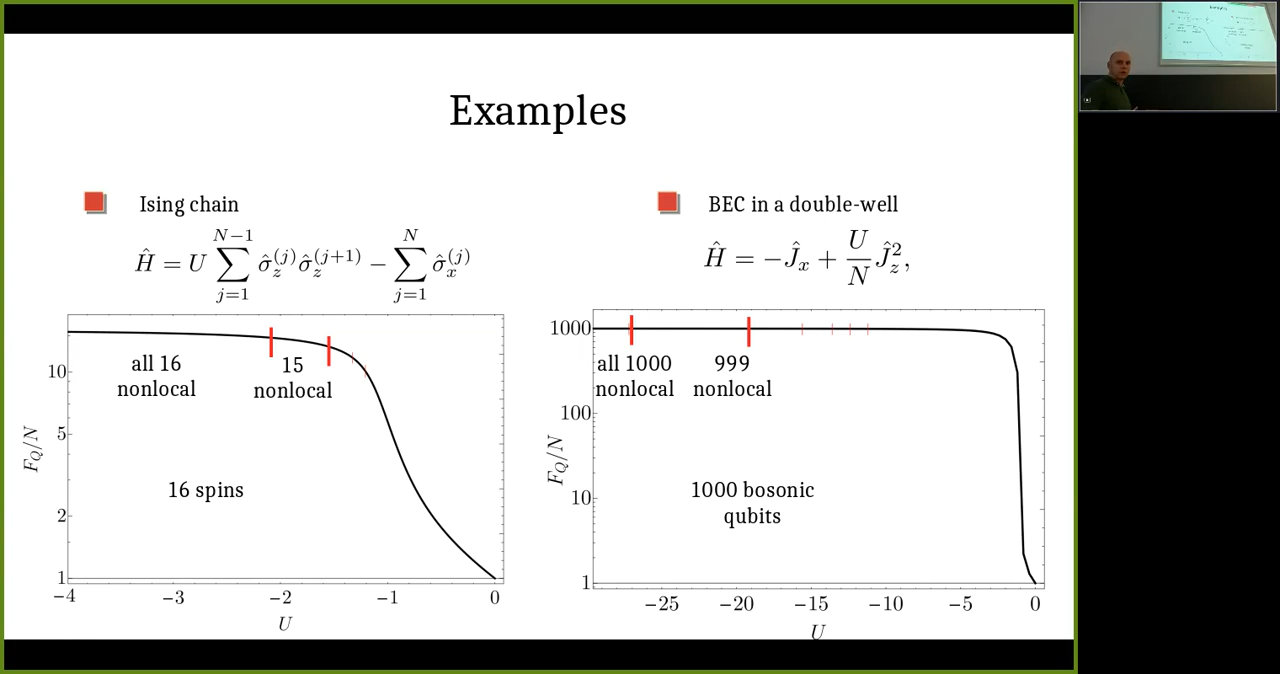 Examples
Ising chain
Ĥ = U ∑_{j=1}^{N-1} σ̂_z^{(j)} σ̂_z^{(j+1)} − ∑_{j=1}^{N} σ̂_x^{(j)}
10
5
2
1
F_Q/N
all 16
nonlocal
15
nonlocal
16 spins
−4 −3 −2 −1 0
U
BEC in a double-well
Ĥ = −Ĵ_x + U/N Ĵ_z^2,
1000
100
10
1
F_Q/N
all 1000
nonlocal
999
nonlocal
1000 bosonic
qubits
−25 −20 −15 −10 −5 0
U